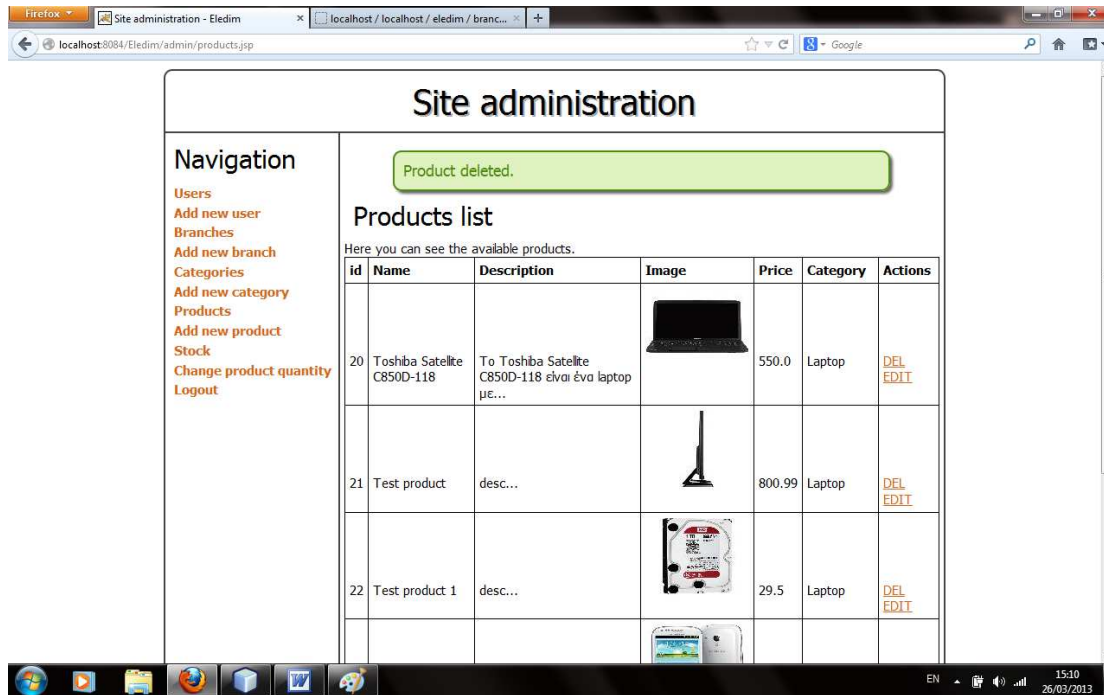 Firefox
Site administration - Eledim
localhost / localhost / eledim / branc...
localhost:8084/Eledim/admin/products.jsp
Google
Site administration
Navigation
Users
Add new user
Branches
Add new branch
Categories
Add new category
Products
Add new product
Stock
Change product quantity
Logout
Product deleted.
Products list
Here you can see the available products.
id Name Description Image Price Category Actions
20 Toshiba Satellite C850D-118 Το Toshiba Satellite C850D-118 είναι ένα laptop με... 550.0 Laptop DEL EDIT
21 Test product desc... 800.99 Laptop DEL EDIT
22 Test product 1 desc... 29.5 Laptop DEL EDIT
EN
15:10
26/03/2013